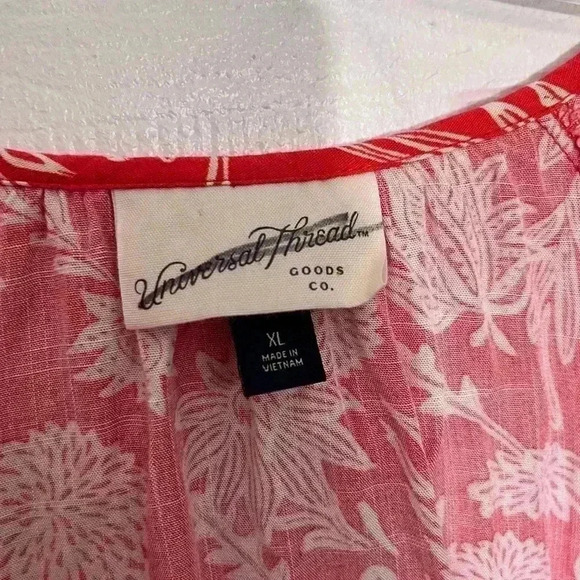 Universal Thread™
GOODS
CO.
XL
MADE IN
VIETNAM